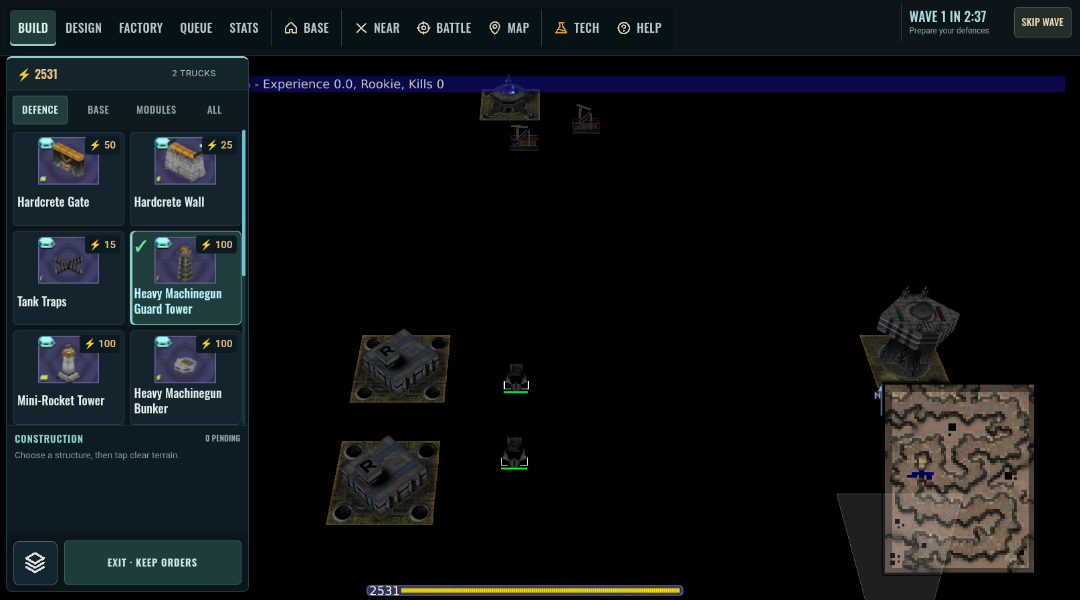 BUILD DESIGN FACTORY QUEUE STATS BASE NEAR BATTLE MAP TECH HELP
WAVE 1 IN 2:37
Prepare your defences
SKIP WAVE
2531
2 TRUCKS
- Experience 0.0, Rookie, Kills 0
DEFENCE BASE MODULES ALL
50
Hardcrete Gate
25
Hardcrete Wall
15
Tank Traps
100
Heavy Machinegun
Guard Tower
100
Mini-Rocket Tower
100
Heavy Machinegun
Bunker
CONSTRUCTION
0 PENDING
Choose a structure, then tap clear terrain.
EXIT - KEEP ORDERS
R
R
N
2531